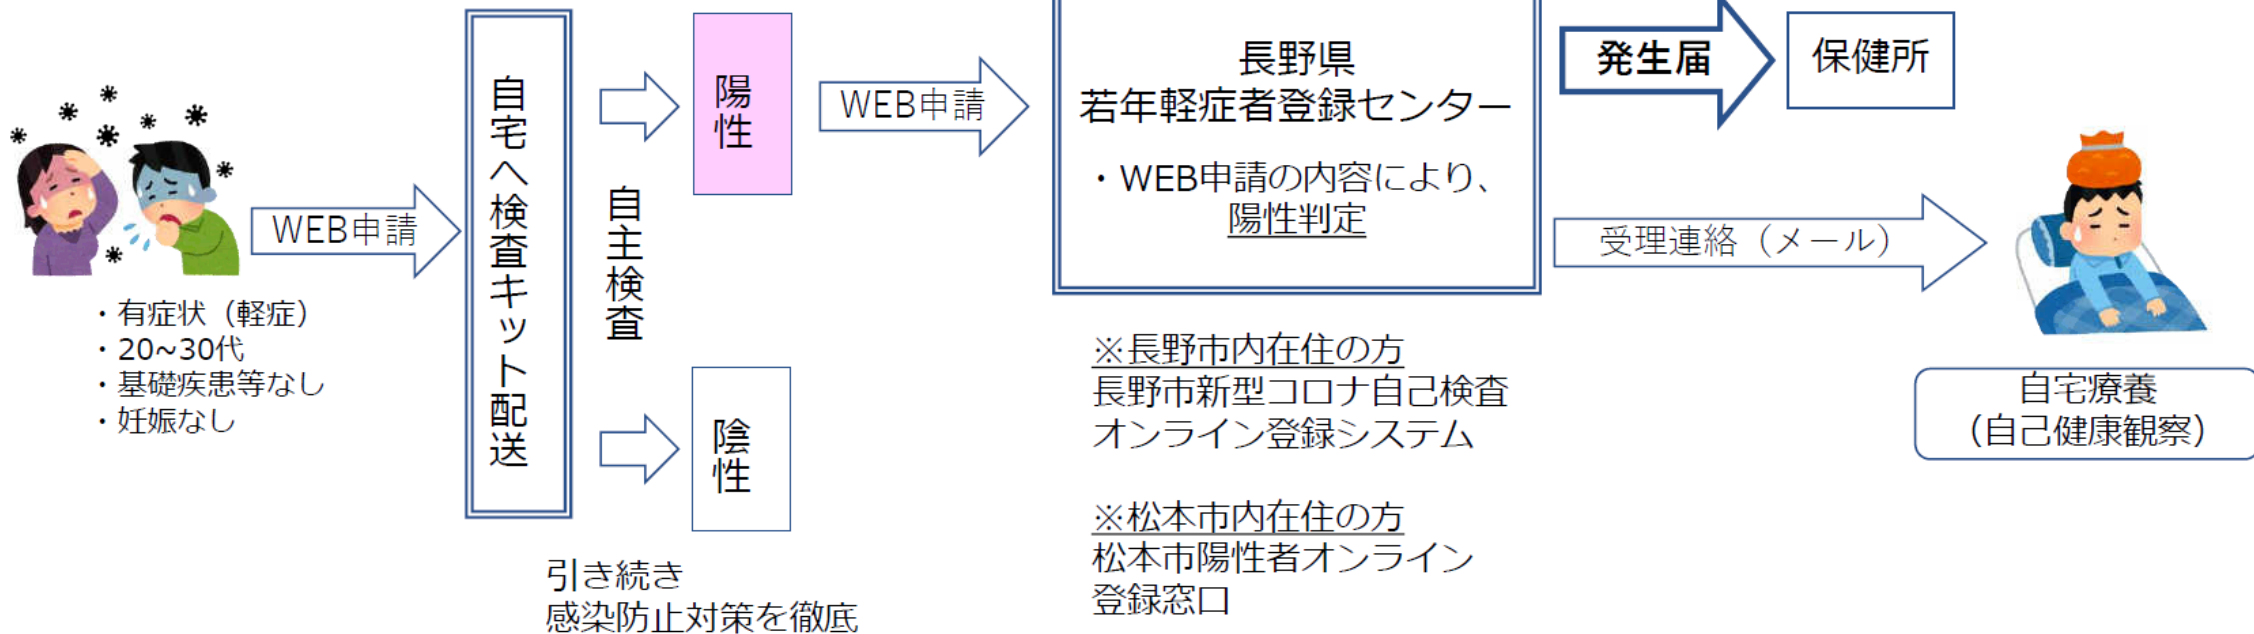 WEB申請
・有症状（軽症）
・20~30代
・基礎疾患等なし
・妊娠なし
自宅へ検査キット配送
自主検査
陽性
陰性
引き続き
感染防止対策を徹底
WEB申請
長野県
若年軽症者登録センター
・WEB申請の内容により、
陽性判定
※長野市内在住の方
長野市新型コロナ自己検査
オンライン登録システム
※松本市内在住の方
松本市陽性者オンライン
登録窓口
発生届
保健所
受理連絡（メール）
自宅療養
（自己健康観察）